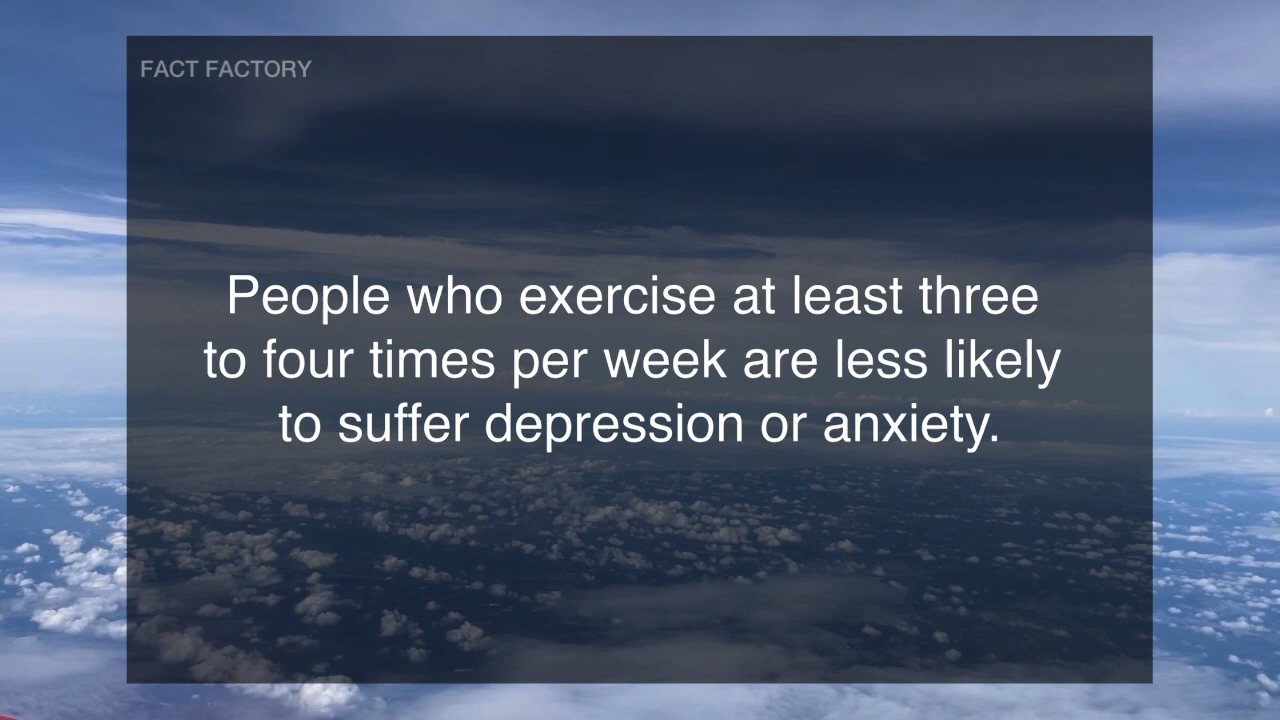 FACT FACTORY
People who exercise at least three
to four times per week are less likely
to suffer depression or anxiety.